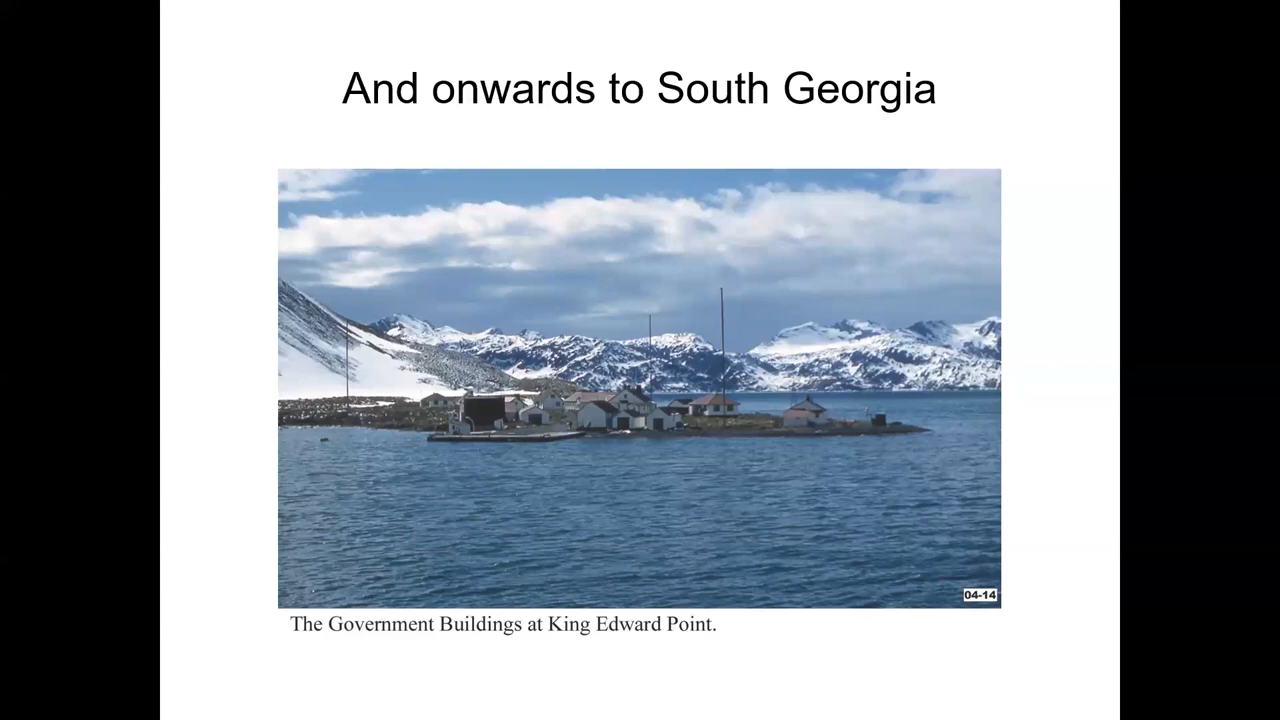 And onwards to South Georgia
04-14
The Government Buildings at King Edward Point.